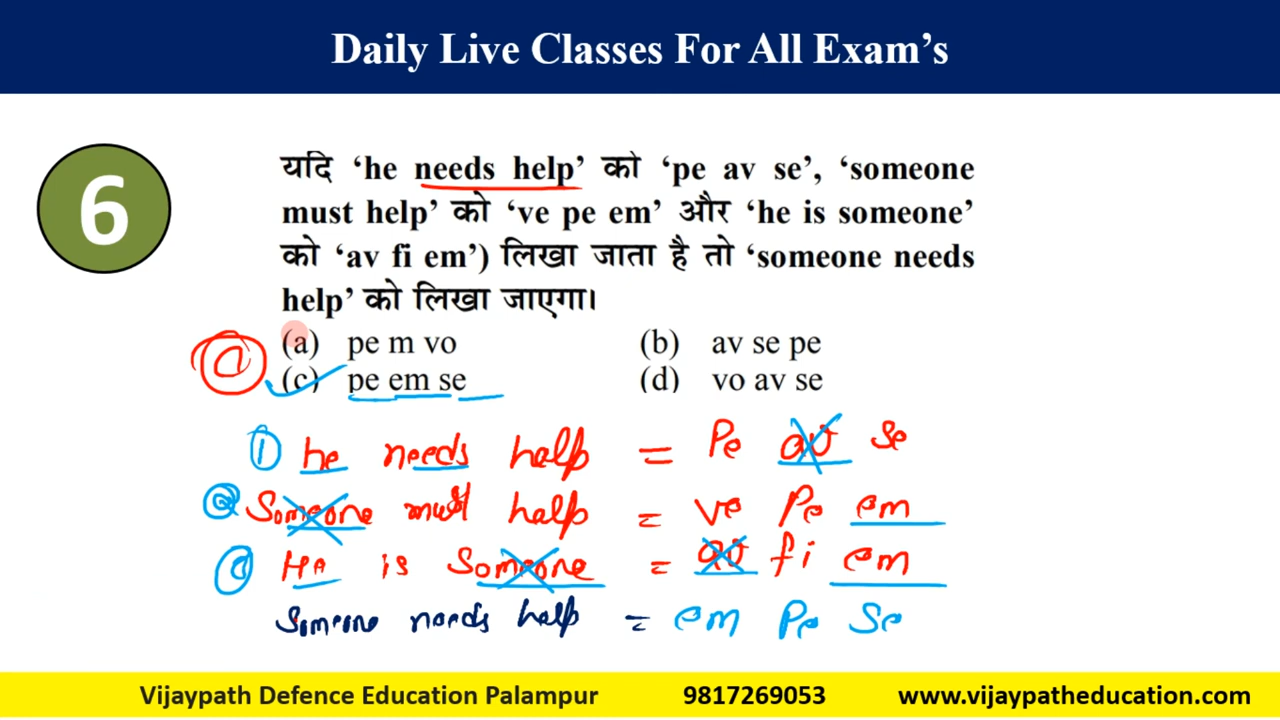 Daily Live Classes For All Exam's
6
यदि 'he needs help' को 'pe av se', 'someone
must help' को 've pe em' और 'he is someone'
को 'av fi em') लिखा जाता है तो 'someone needs
help' को लिखा जाएगा।
(a) pe m vo (b) av se pe
(c) pe em se (d) vo av se
① he needs help = Pe av se
② Someone must help = ve Pe em
is Someone = av fi em
Someone needs help = em Pe Se
Vijaypath Defence Education Palampur 9817269053 www.vijaypatheducation.com